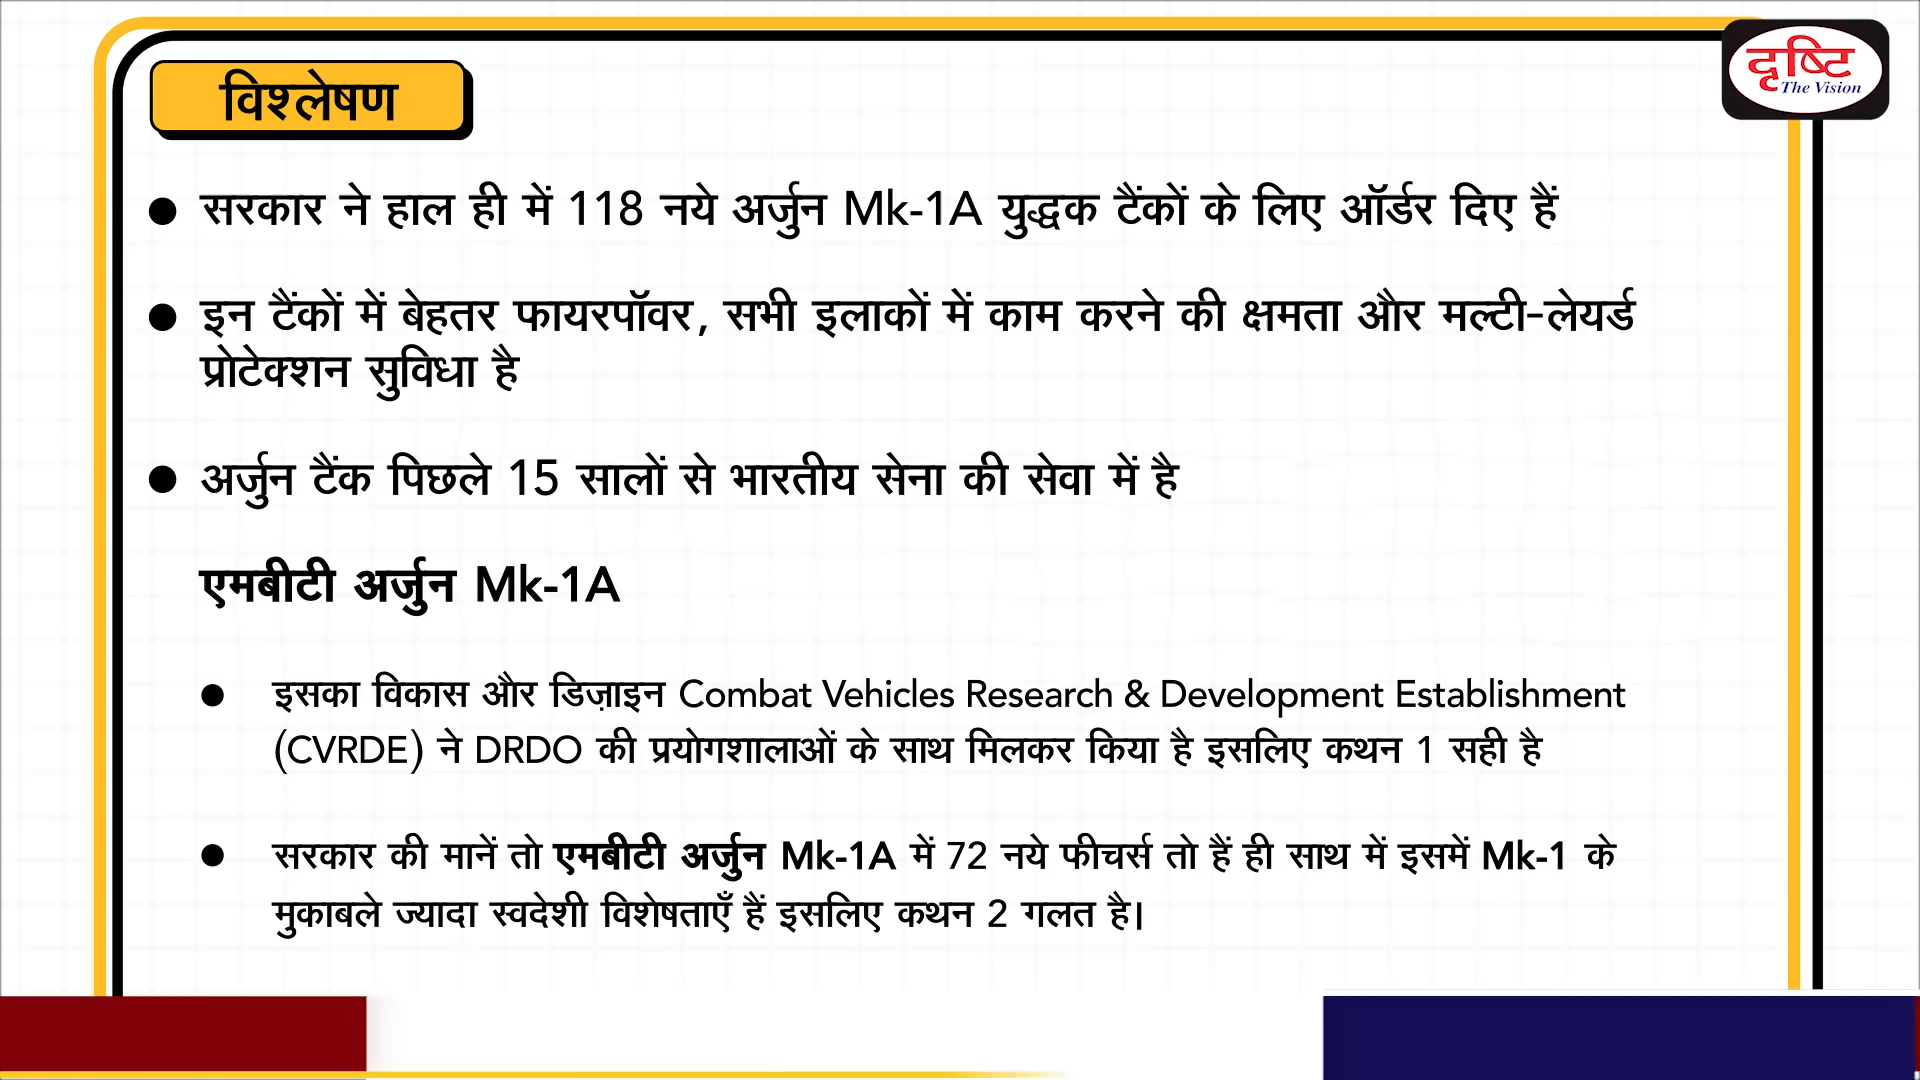 दृष्टि
The Vision
विश्लेषण
● सरकार ने हाल ही में 118 नये अर्जुन Mk-1A युद्धक टैंकों के लिए ऑर्डर दिए हैं
● इन टैंकों में बेहतर फायरपॉवर, सभी इलाकों में काम करने की क्षमता और मल्टी-लेयर्ड
प्रोटेक्शन सुविधा है
● अर्जुन टैंक पिछले 15 सालों से भारतीय सेना की सेवा में है
एमबीटी अर्जुन Mk-1A
● इसका विकास और डिज़ाइन Combat Vehicles Research & Development Establishment
(CVRDE) ने DRDO की प्रयोगशालाओं के साथ मिलकर किया है इसलिए कथन 1 सही है
● सरकार की मानें तो एमबीटी अर्जुन Mk-1A में 72 नये फीचर्स तो हैं ही साथ में इसमें Mk-1 के
मुकाबले ज्यादा स्वदेशी विशेषताएँ हैं इसलिए कथन 2 गलत है।